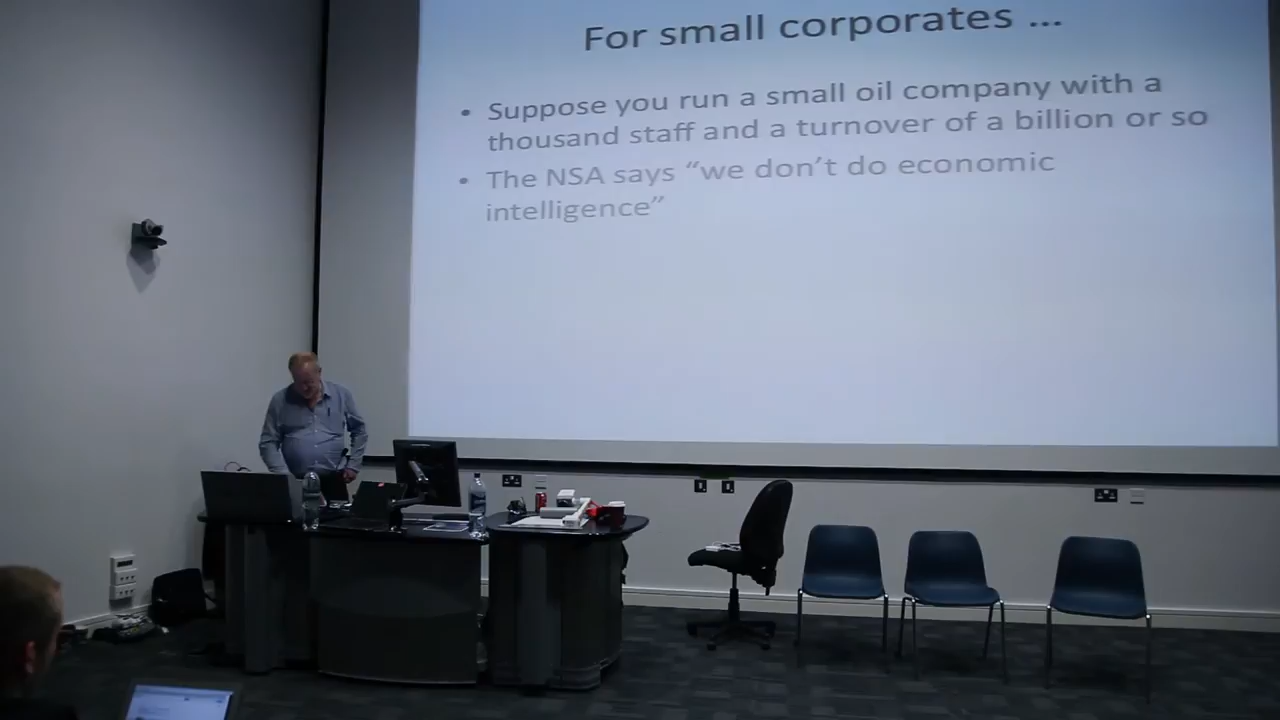 For small corporates ...
• Suppose you run a small oil company with a
thousand staff and a turnover of a billion or so
• The NSA says “we don’t do economic
intelligence”